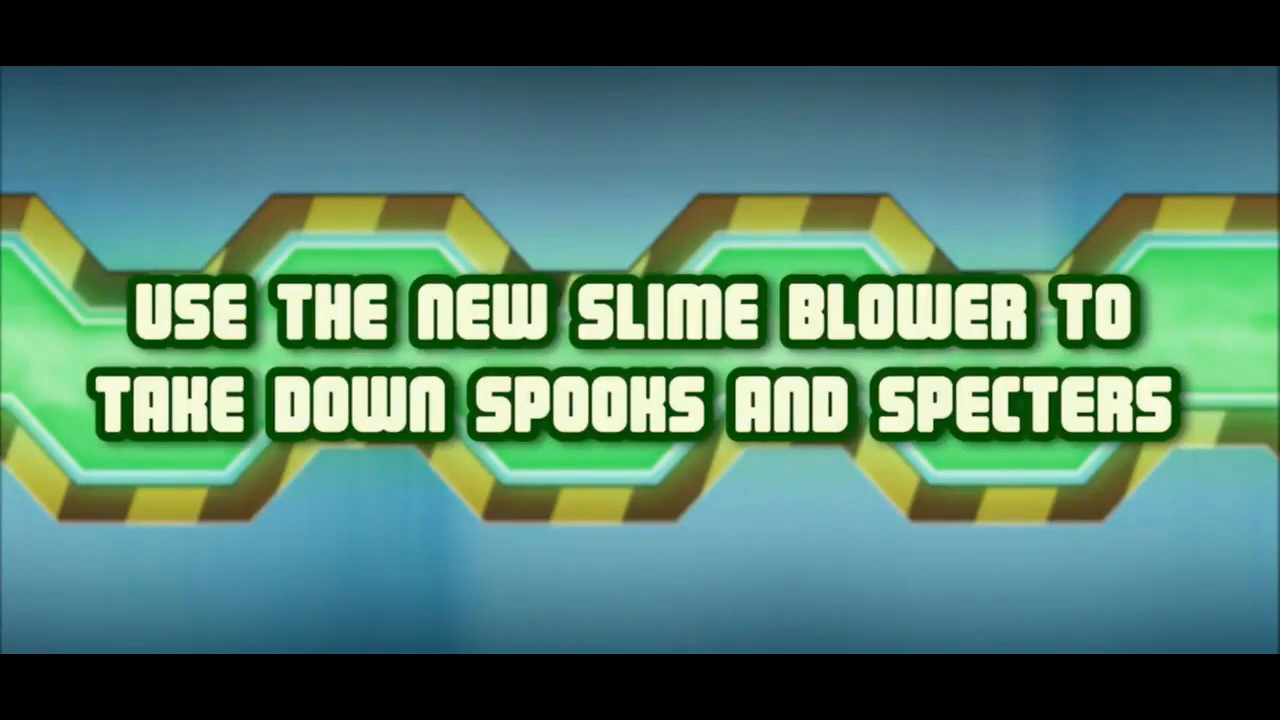 USE THE NEW SLIME BLOWER TO
TAKE DOWN SPOOKS AND SPECTERS